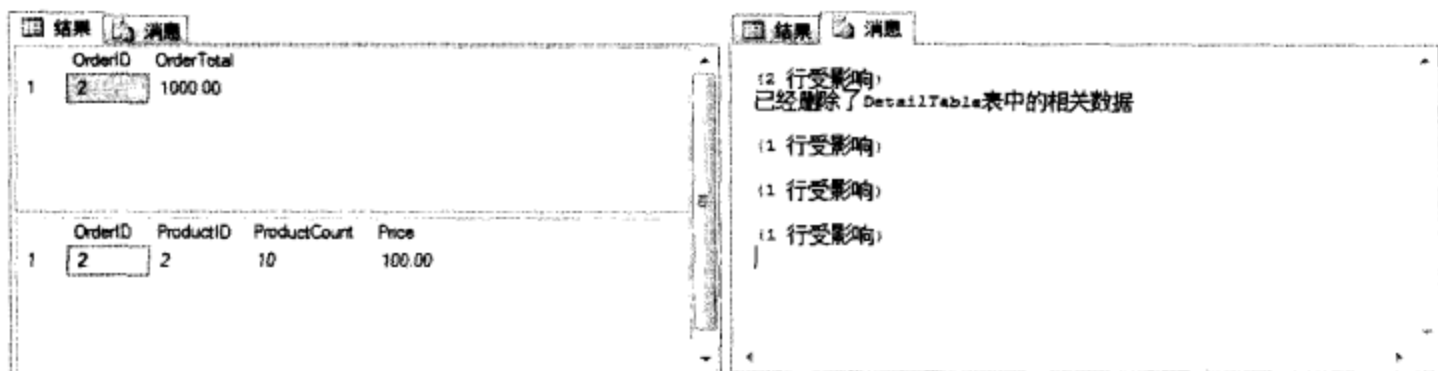 结果 消息
OrderID OrderTotal
1 2 1000.00
OrderID ProductID ProductCount Price
1 2 2 10 100.00
结果 消息
(2 行受影响)
已经删除了DetailTable表中的相关数据
(1 行受影响)
(1 行受影响)
(1 行受影响)